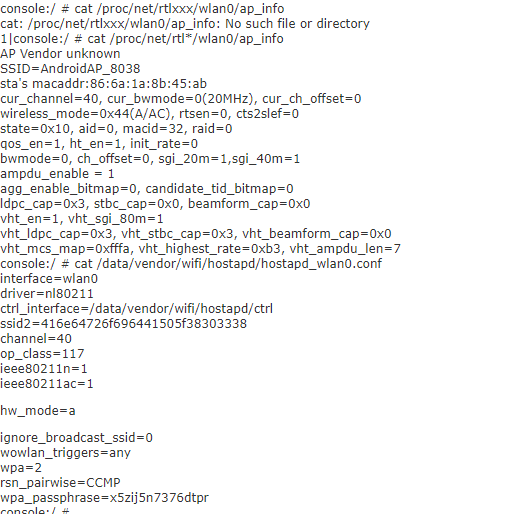 console:/ # cat /proc/net/rtlxxx/wlan0/ap_info
cat: /proc/net/rtlxxx/wlan0/ap_info: No such file or directory
1|console:/ # cat /proc/net/rtl*/wlan0/ap_info
AP Vendor unknown
SSID=AndroidAP_8038
sta's macaddr:86:6a:1a:8b:45:ab
cur_channel=40, cur_bwmode=0(20MHz), cur_ch_offset=0
wireless_mode=0x44(A/AC), rtsen=0, cts2slef=0
state=0x10, aid=0, macid=32, raid=0
qos_en=1, ht_en=1, init_rate=0
bwmode=0, ch_offset=0, sgi_20m=1,sgi_40m=1
ampdu_enable = 1
agg_enable_bitmap=0, candidate_tid_bitmap=0
ldpc_cap=0x3, stbc_cap=0x0, beamform_cap=0x0
vht_en=1, vht_sgi_80m=1
vht_ldpc_cap=0x3, vht_stbc_cap=0x3, vht_beamform_cap=0x0
vht_mcs_map=0xfffa, vht_highest_rate=0xb3, vht_ampdu_len=7
console:/ # cat /data/vendor/wifi/hostapd/hostapd_wlan0.conf
interface=wlan0
driver=nl80211
ctrl_interface=/data/vendor/wifi/hostapd/ctrl
ssid2=416e64726f696441505f38303338
channel=40
op_class=117
ieee80211n=1
ieee80211ac=1
hw_mode=a
ignore_broadcast_ssid=0
wowlan_triggers=any
wpa=2
rsn_pairwise=CCMP
wpa_passphrase=x5zij5n7376dtpr
console:/ #